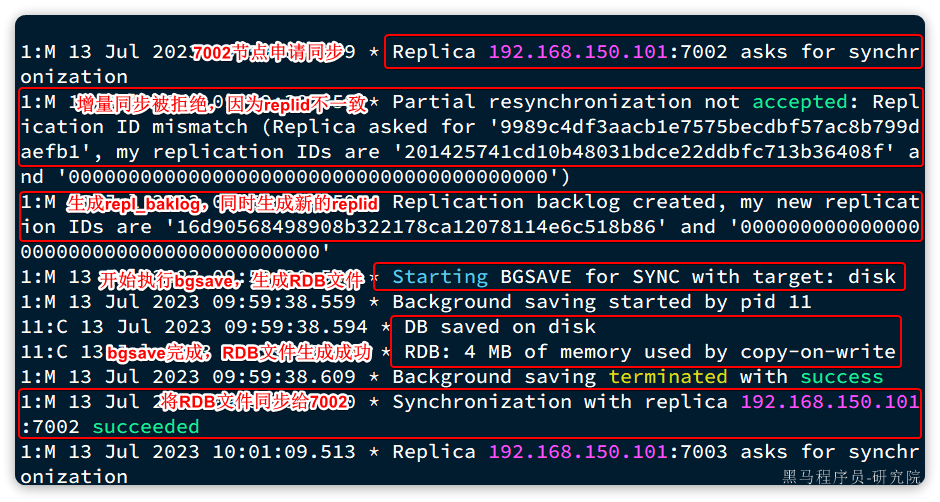 1:M 13 Jul 2023 7002节点申请同步9 * Replica 192.168.150.101:7002 asks for synchr
onization
1:M 增量同步被拒绝，因为replid不一致 * Partial resynchronization not accepted: Repl
ication ID mismatch (Replica asked for '9989c4df3aacb1e7575becdbf57ac8b799d
aefb1', my replication IDs are '201425741cd10b48031bdce22ddbfc713b36408f' a
nd '0000000000000000000000000000000000000000')
1:M 生成repl_baklog，同时生成新的replid Replication backlog created, my new replicat
ion IDs are '16d90568498908b322178ca12078114e6c518b86' and '000000000000000
0000000000000000000000000'
1:M 13 开始执行bgsave，生成RDB文件 * Starting BGSAVE for SYNC with target: disk
1:M 13 Jul 2023 09:59:38.559 * Background saving started by pid 11
11:C 13 Jul 2023 09:59:38.594 * DB saved on disk
11:C 13 bgsave完成，RDB文件生成成功 * RDB: 4 MB of memory used by copy-on-write
1:M 13 Jul 2023 09:59:38.609 * Background saving terminated with success
1:M 13 Jul 将RDB文件同步给7002 * Synchronization with replica 192.168.150.101
:7002 succeeded
1:M 13 Jul 2023 10:01:09.513 * Replica 192.168.150.101:7003 asks for synchr
onization
黑马程序员-研究院